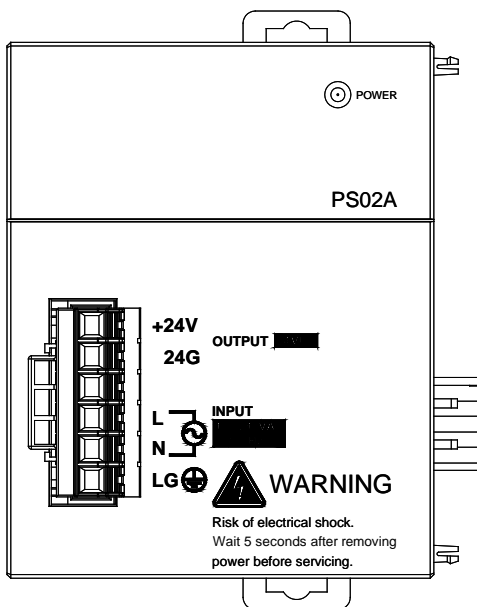 POWER
PS02A
+24V
24G
OUTPUT
L
N
INPUT
LG
WARNING
Risk of electrical shock.
Wait 5 seconds after removing
power before servicing.